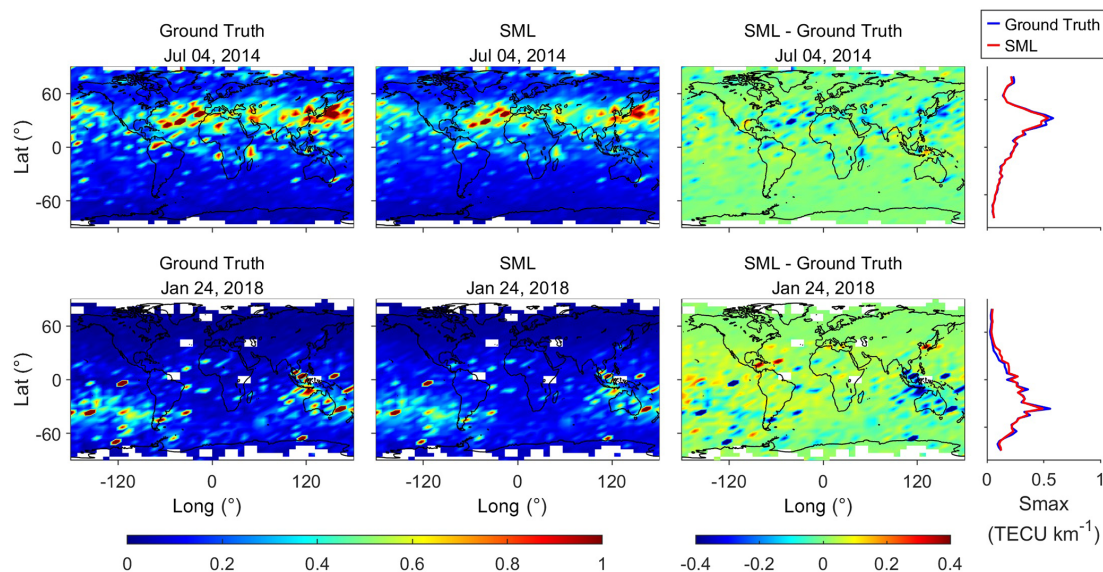 Ground Truth
SML
Ground Truth
Jul 04, 2014
SML
Jul 04, 2014
SML - Ground Truth
Jul 04, 2014
60
0
-60
Lat (°)
Ground Truth
Jan 24, 2018
SML
Jan 24, 2018
SML - Ground Truth
Jan 24, 2018
60
0
-60
Lat (°)
-120 0 120
Long (°)
-120 0 120
Long (°)
-120 0 120
Long (°)
0 0.5 1
Smax
(TECU km⁻¹)
0 0.2 0.4 0.6 0.8 1
-0.4 -0.2 0 0.2 0.4